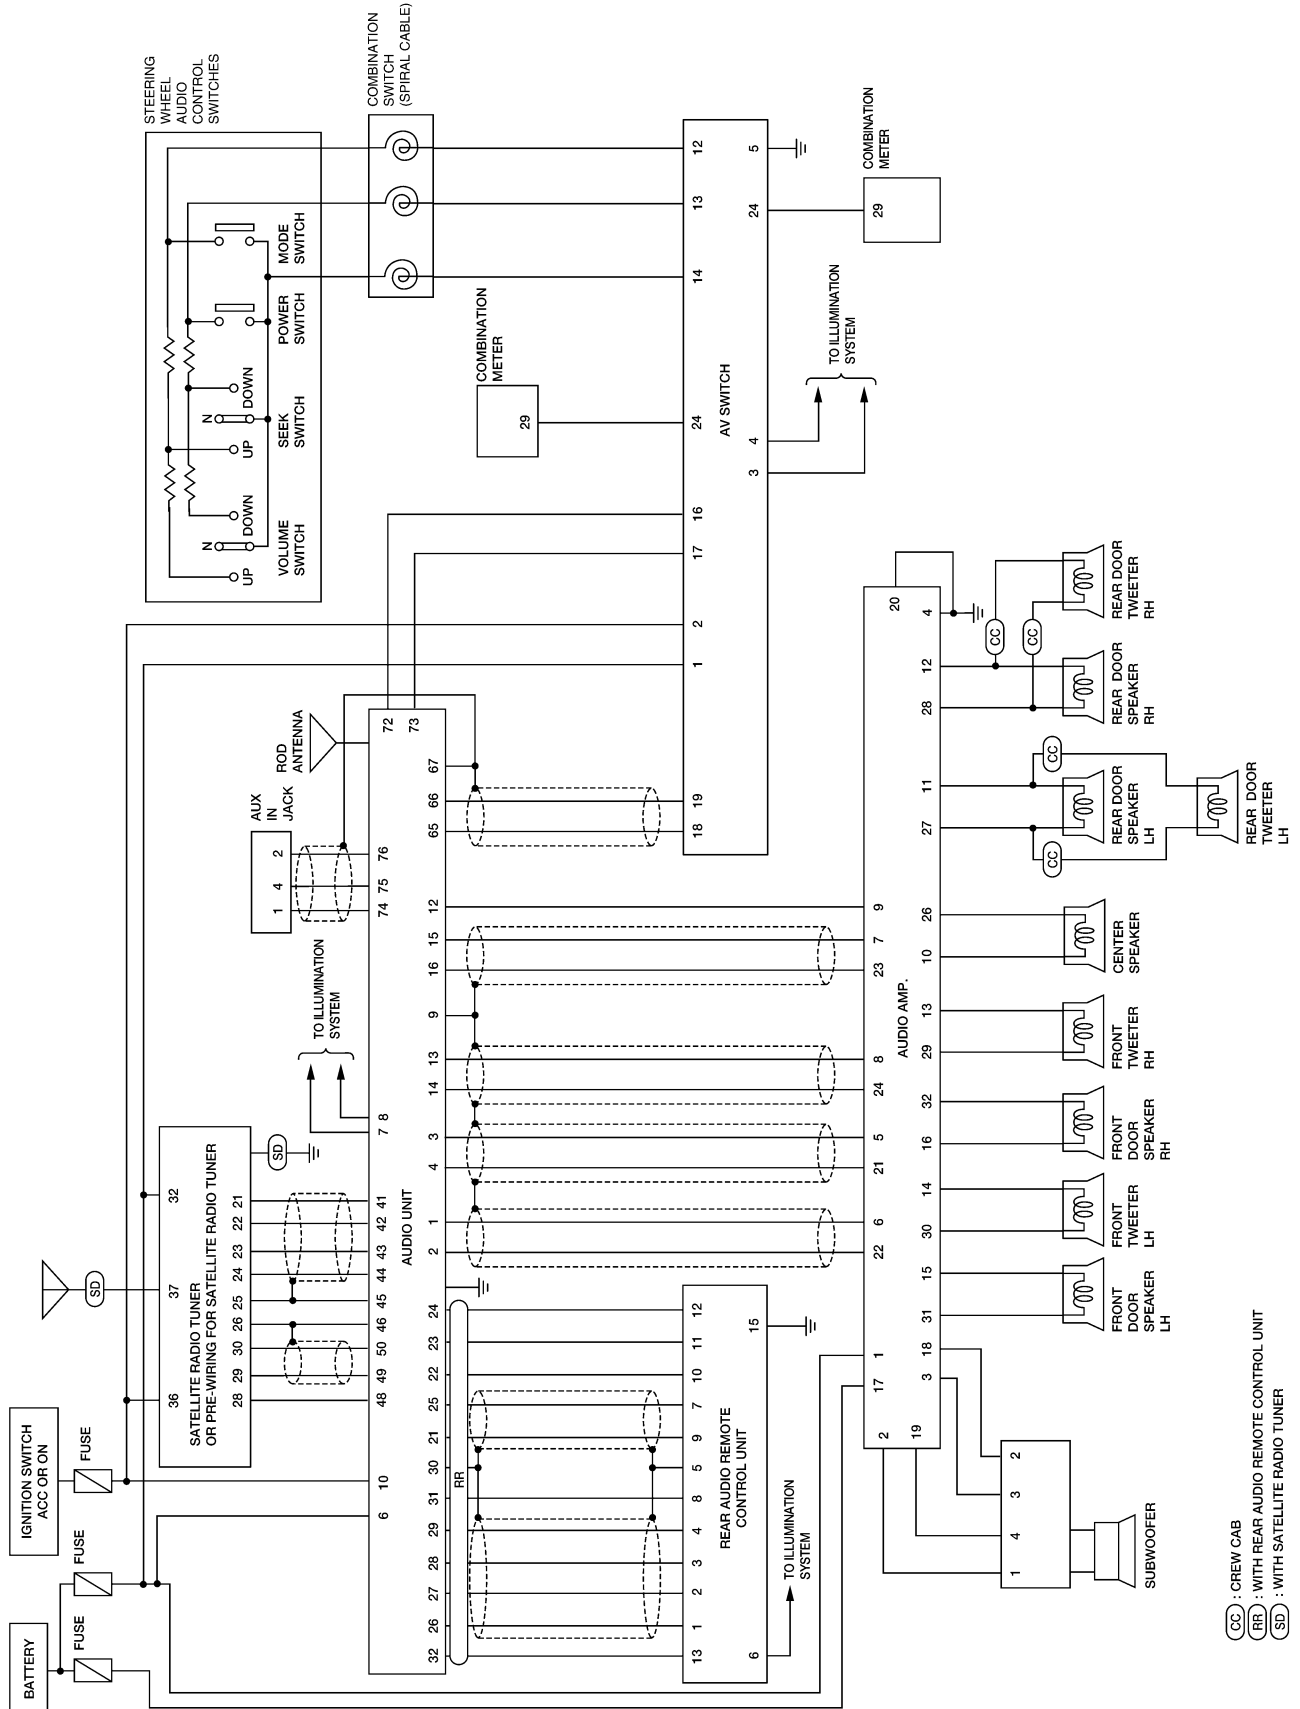 STEERING
WHEEL
AUDIO
CONTROL
SWITCHES
COMBINATION
SWITCH
(SPIRAL CABLE)
MODE
SWITCH
POWER
SWITCH
DOWN
N
UP
SEEK
SWITCH
DOWN
N
UP
VOLUME
SWITCH
COMBINATION
METER
29
12
13
14
24
16
17
2
1
19
18
AV SWITCH
5
24
4
3
COMBINATION
METER
29
TO ILLUMINATION
SYSTEM
ROD
ANTENNA
AUX
IN
JACK
2
4
1
72
73
76
75
74
67
66
65
12
15
16
9
13
14
3
4
1
2
TO ILLUMINATION
SYSTEM
8
7
AUDIO UNIT
SD
32
37
36
SATELLITE RADIO TUNER
OR PRE-WIRING FOR SATELLITE RADIO TUNER
SD
21
22
23
24
25
26
30
29
28
41
42
43
44
45
46
50
49
48
10
6
IGNITION SWITCH
ACC OR ON
FUSE
FUSE
FUSE
BATTERY
24
23
22
25
21
30
31
29
28
27
26
32
RR
12
11
10
7
9
5
8
4
3
2
1
13
REAR AUDIO REMOTE
CONTROL UNIT
15
6
TO ILLUMINATION
SYSTEM
AUDIO AMP.
9
7
23
8
24
5
21
6
22
1
17
2
19
20
4
12
28
11
27
26
10
13
29
32
16
14
30
15
31
18
3
CC
CC
REAR DOOR
TWEETER
RH
REAR DOOR
SPEAKER
RH
CC
CC
REAR DOOR
SPEAKER
LH
REAR DOOR
TWEETER
LH
CENTER
SPEAKER
FRONT
TWEETER
RH
FRONT
DOOR
SPEAKER
RH
FRONT
TWEETER
LH
FRONT
DOOR
SPEAKER
LH
2
3
4
1
SUBWOOFER
CC : CREW CAB
RR : WITH REAR AUDIO REMOTE CONTROL UNIT
SD : WITH SATELLITE RADIO TUNER